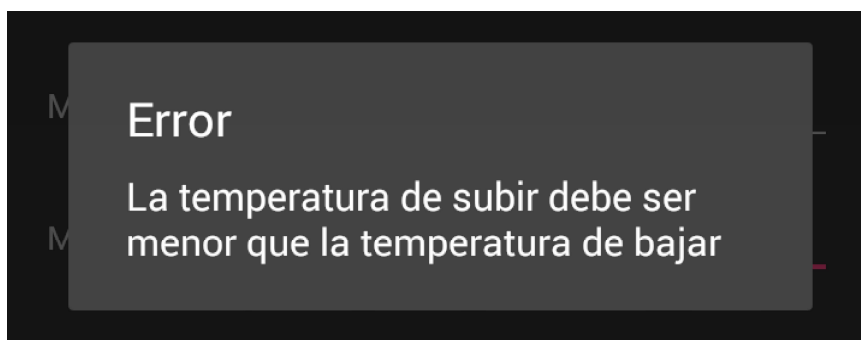 M
Error
La temperatura de subir debe ser
menor que la temperatura de bajar
M